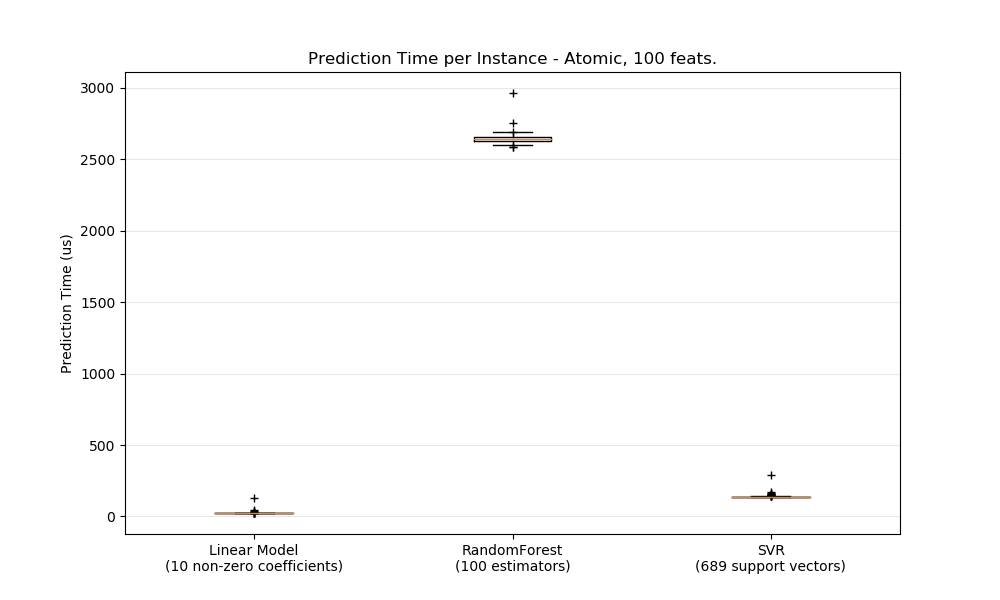 Prediction Time per Instance - Atomic, 100 feats.
Prediction Time (us)
3000
2500
2000
1500
1000
500
0
Linear Model
(10 non-zero coefficients)
RandomForest
(100 estimators)
SVR
(689 support vectors)